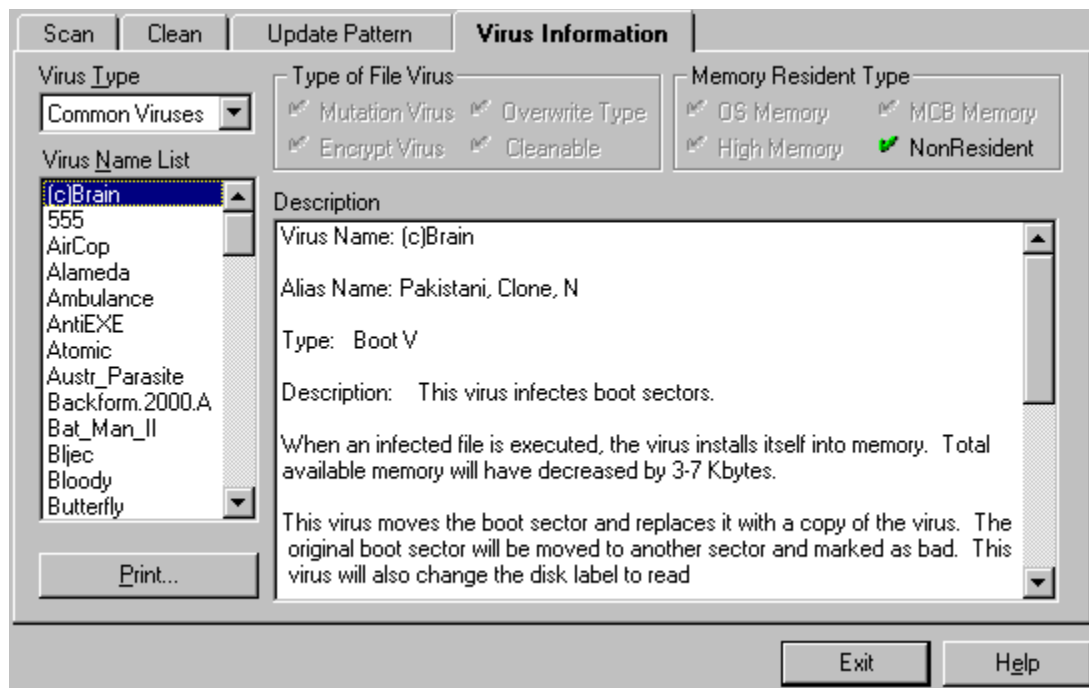 Scan
Clean
Update Pattern
Virus Information
Virus Type
Common Viruses
Virus Name List
(c)Brain
555
AirCop
Alameda
Ambulance
AntiEXE
Atomic
Austr_Parasite
Backform.2000.A
Bat_Man_II
Bljec
Bloody
Butterfly
Print...
Type of File Virus
Mutation Virus
Overwrite Type
Encrypt Virus
Cleanable
Memory Resident Type
OS Memory
MCB Memory
High Memory
NonResident
Description
Virus Name: (c)Brain
Alias Name: Pakistani, Clone, N
Type: Boot V
Description: This virus infectes boot sectors.
When an infected file is executed, the virus installs itself into memory. Total
available memory will have decreased by 3-7 Kbytes.
This virus moves the boot sector and replaces it with a copy of the virus. The
original boot sector will be moved to another sector and marked as bad. This
virus will also change the disk label to read
Exit
Help